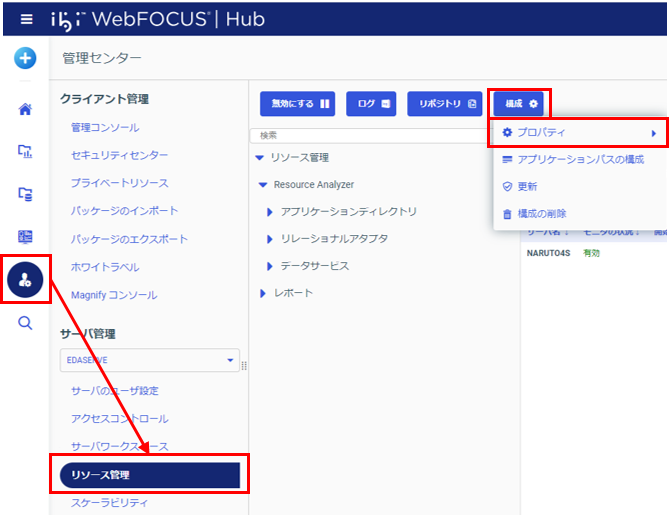 ibi WebFOCUS® | Hub
管理センター
クライアント管理
管理コンソール
セキュリティセンター
プライベートリソース
パッケージのインポート
パッケージのエクスポート
ホワイトラベル
Magnify コンソール
サーバ管理
EDASERVE
サーバのユーザ設定
アクセスコントロール
サーバワークスペース
リソース管理
スケーラビリティ
無効にする
ログ
リポジトリ
構成
検索
リソース管理
Resource Analyzer
アプリケーションディレクトリ
リレーショナルアダプタ
データサービス
レポート
プロパティ
アプリケーションパスの構成
更新
構成の削除
サーバ名
モニタの状況
NARUTO4S
有効